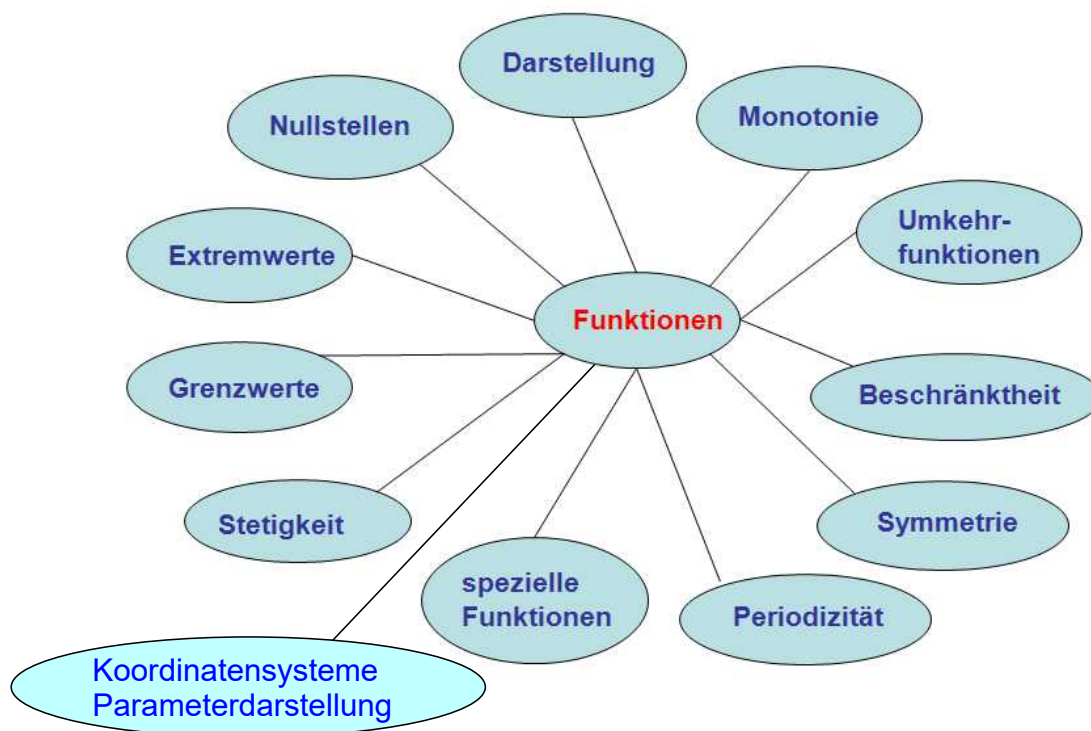 Darstellung
Nullstellen
Monotonie
Umkehr-
funktionen
Extremwerte
Funktionen
Grenzwerte
Beschränktheit
Stetigkeit
Symmetrie
spezielle
Funktionen
Periodizität
Koordinatensysteme
Parameterdarstellung